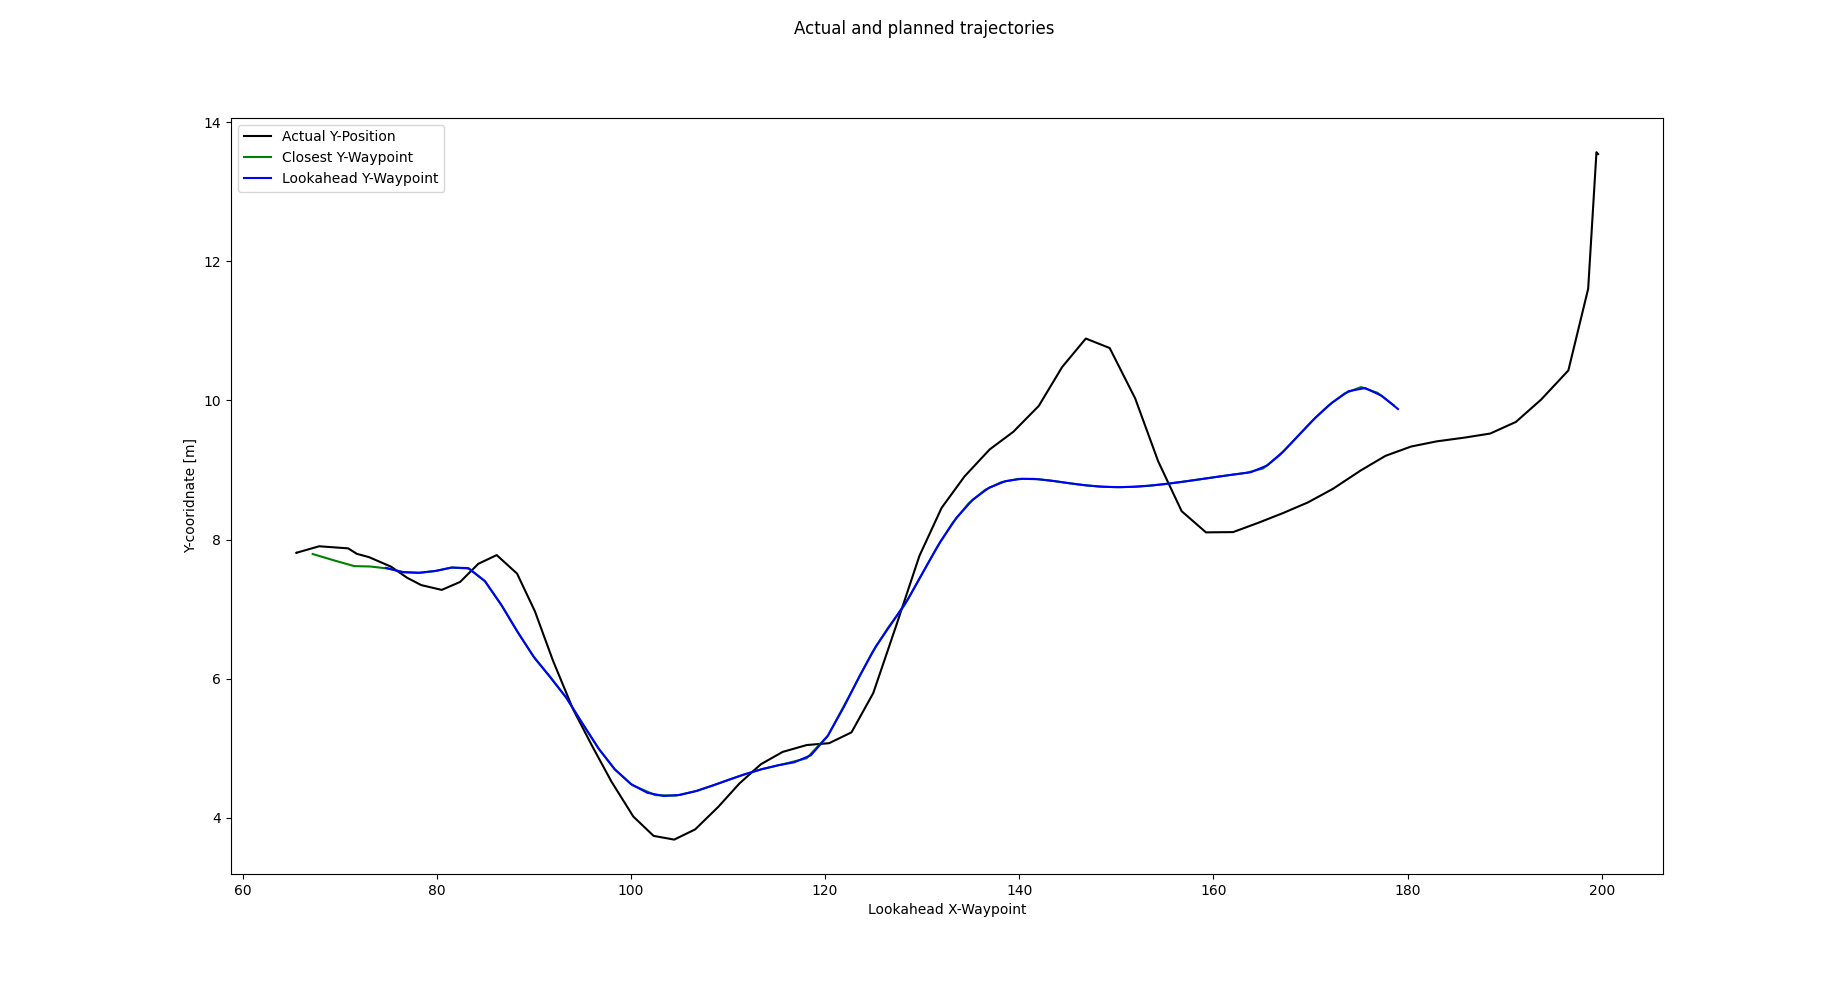 Actual and planned trajectories
14
12
10
8
6
4
Y-cooridnate [m]
Actual Y-Position
Closest Y-Waypoint
Lookahead Y-Waypoint
60 80 100 120 140 160 180 200
Lookahead X-Waypoint